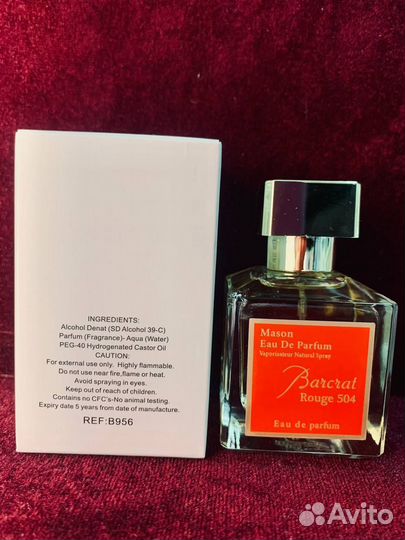 INGREDIENTS:
Alcohol Denat (SD Alcohol 39-C)
Parfum (Fragrance)- Aqua (Water)
PEG-40 Hydrogenated Castor Oil
CAUTION:
For external use only. Highly flammable.
Do not use near fire,flame or heat.
Avoid spraying in eyes.
Keep out of reach of children.
Contains no CFC's-No animal testing.
Expiry date 5 years from date of manufacture.
REF:B956
Mason
Eau De Parfum
Vaporisateur Natural Spray
Barcrat
Rouge 504
Eau de parfum
Avito